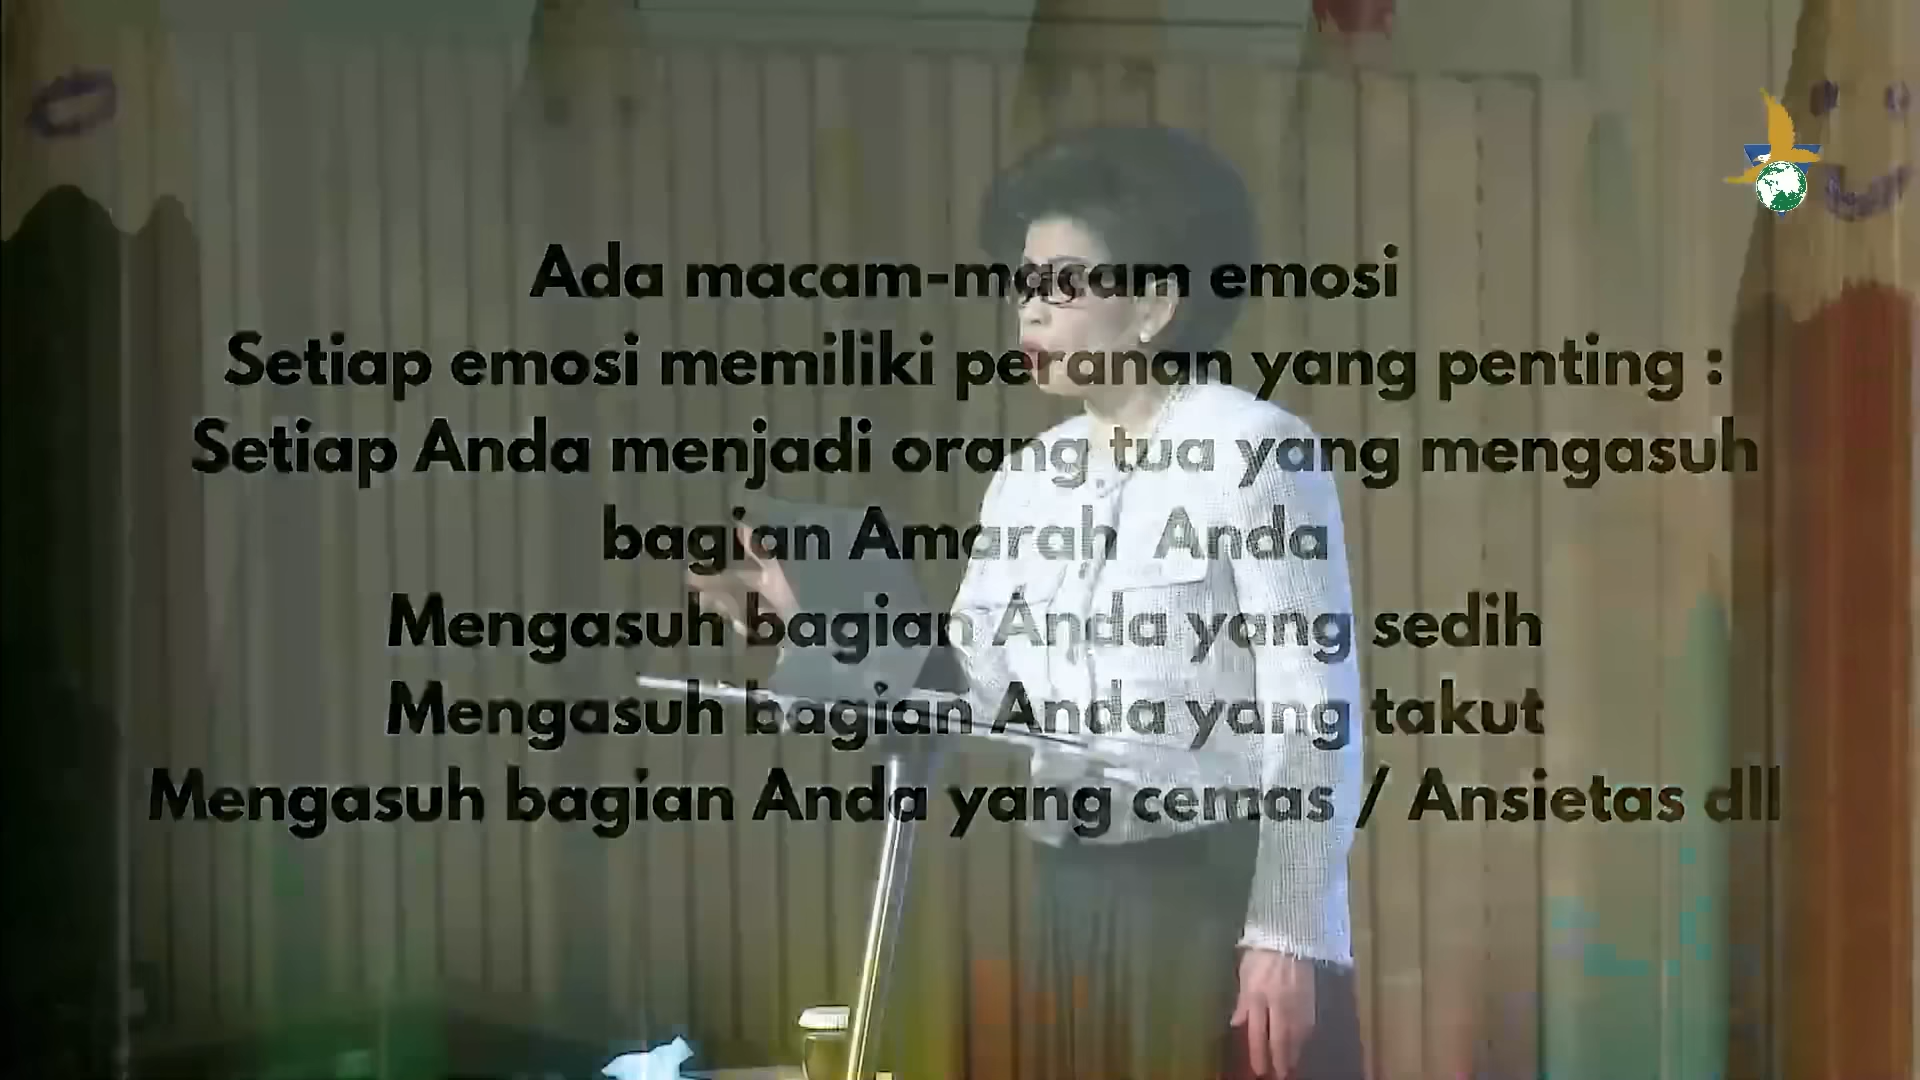 Ada macam-macam emosi
Setiap emosi memiliki peranan yang penting :
Setiap Anda menjadi orang tua yang mengasuh
bagian Amarah Anda
Mengasuh bagian Anda yang sedih
Mengasuh bagian Anda yang takut
Mengasuh bagian Anda yang cemas / Ansietas dll